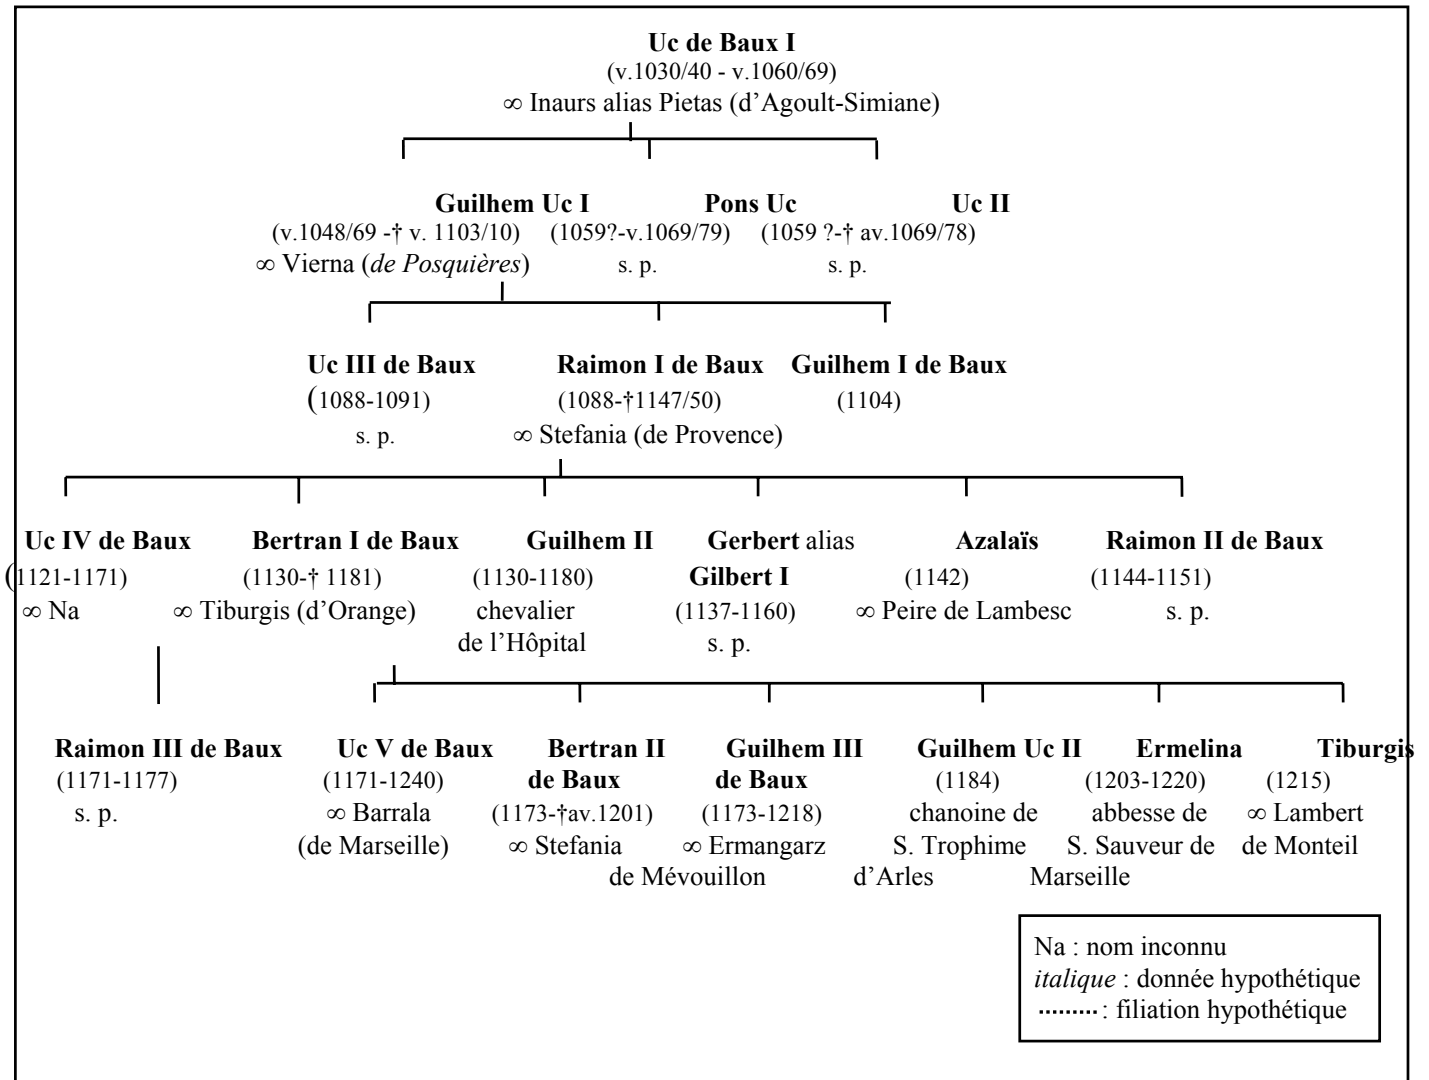 Uc de Baux I
(v.1030/40 - v.1060/69)
∞ Inaurs alias Pietas (d’Agoult-Simiane)
Guilhem Uc I Pons Uc Uc II
(v.1048/69 -† v. 1103/10) (1059?-v.1069/79) (1059 ?-† av.1069/78)
∞ Vierna (de Posquières) s. p. s. p.
Uc III de Baux Raimon I de Baux Guilhem I de Baux
(1088-1091) (1088-†1147/50) (1104)
s. p. ∞ Stefania (de Provence)
Uc IV de Baux Bertran I de Baux Guilhem II Gerbert alias Azalaïs Raimon II de Baux
(1121-1171) (1130-† 1181) (1130-1180) Gilbert I (1142) (1144-1151)
∞ Na ∞ Tiburgis (d’Orange) chevalier (1137-1160) ∞ Peire de Lambesc s. p.
de l’Hôpital s. p.
Raimon III de Baux Uc V de Baux Bertran II Guilhem III Guilhem Uc II Ermelina Tiburgis
(1171-1177) (1171-1240) de Baux de Baux (1184) (1203-1220) (1215)
s. p. ∞ Barrala (1173-†av.1201) (1173-1218) chanoine de abbesse de ∞ Lambert
(de Marseille) ∞ Stefania ∞ Ermangarz S. Trophime S. Sauveur de de Monteil
de Mévouillon d’Arles Marseille
Na : nom inconnu
italique : donnée hypothétique
......... : filiation hypothétique